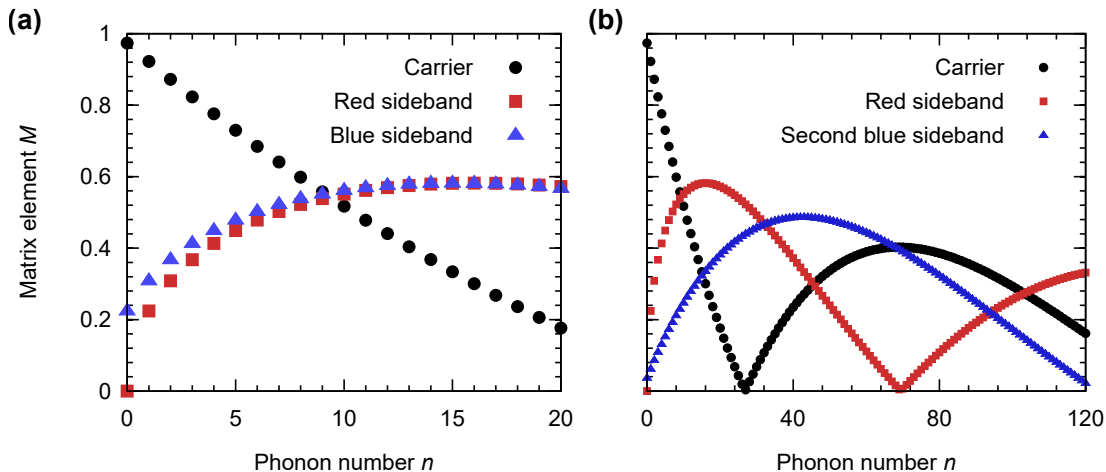 (a)
Matrix element M
1
0.8
0.6
0.4
0.2
0
0
5
10
15
20
Phonon number n
Carrier
Red sideband
Blue sideband
(b)
0
40
80
120
Phonon number n
Carrier
Red sideband
Second blue sideband